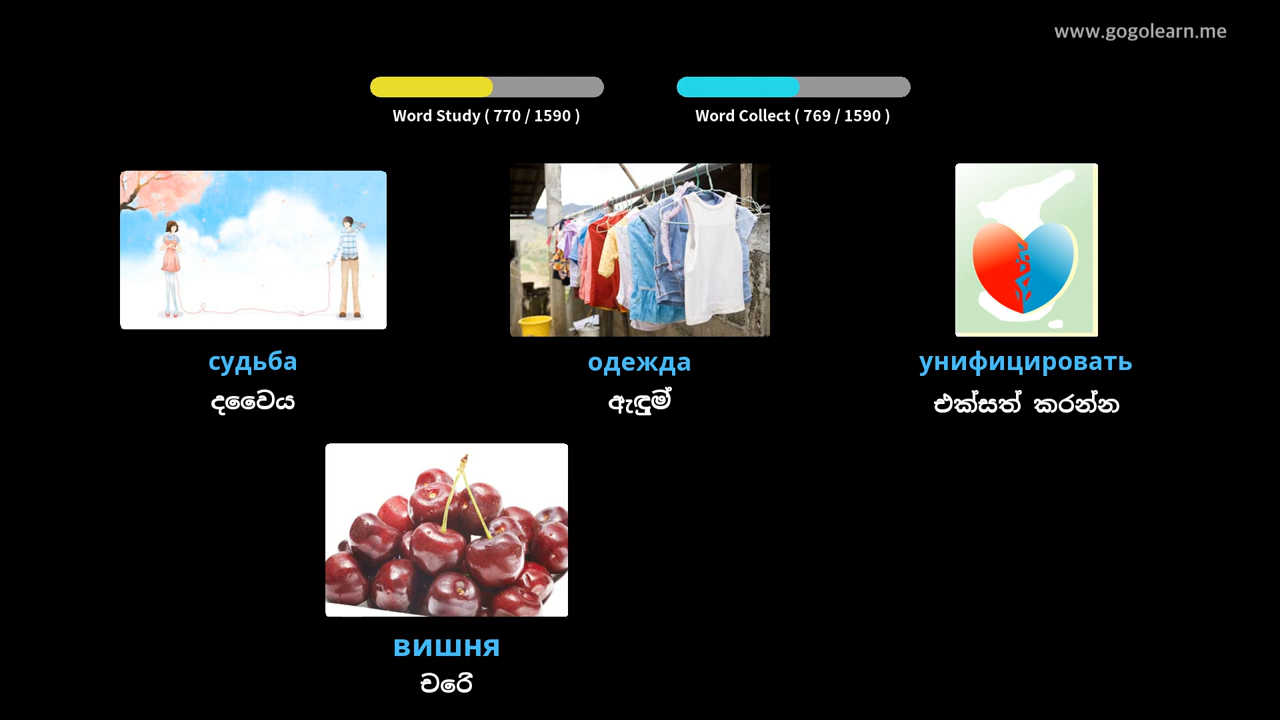 www.gogolearn.me
Word Study ( 770 / 1590 )
Word Collect ( 769 / 1590 )
судьба
දෛවය
одежда
ඇඳුම්
унифицировать
එක්සත් කරන්න
вишня
චෙරි